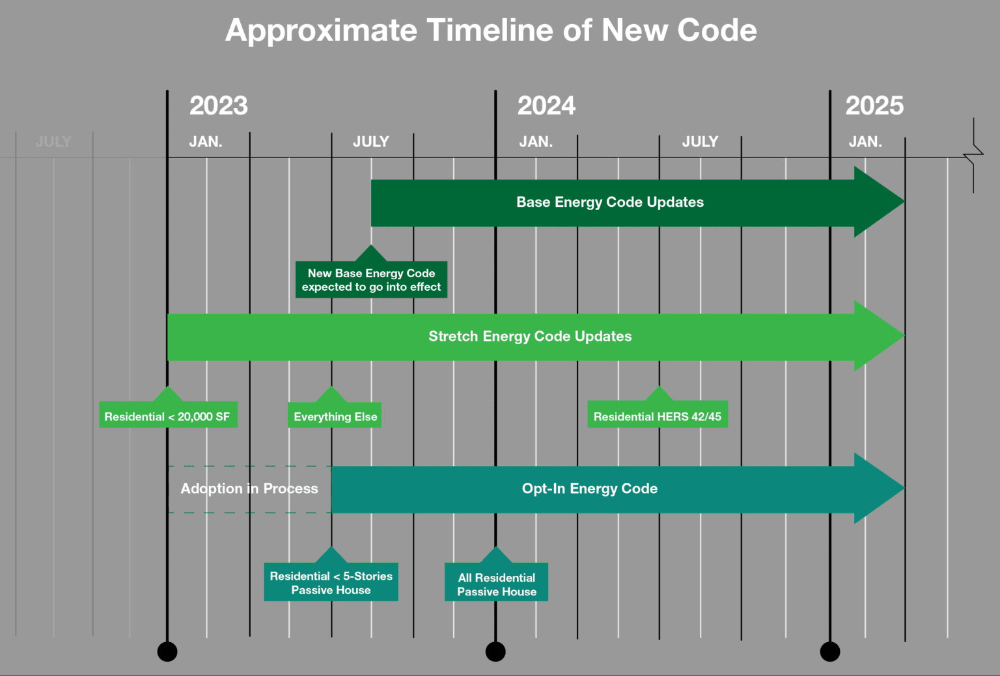 Approximate Timeline of New Code
2023
2024
2025
JULY
JAN.
JULY
JAN.
JULY
JAN.
Base Energy Code Updates
New Base Energy Code
expected to go into effect
Stretch Energy Code Updates
Residential < 20,000 SF
Everything Else
Residential HERS 42/45
Adoption in Process
Opt-In Energy Code
Residential < 5-Stories
Passive House
All Residential
Passive House